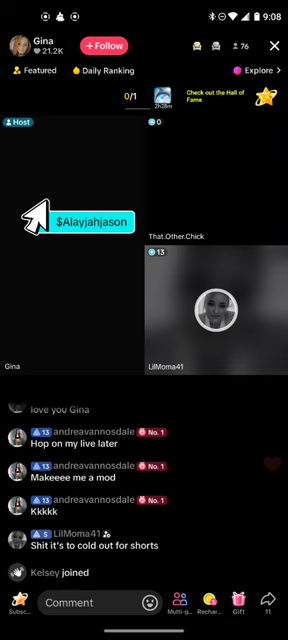 9:08
Gina
21.2K
+ Follow
76
Featured
Daily Ranking
Explore >
0/1
2h28m
Check out the Hall of
Fame
Host
0
$Alayjahjason
That.Other.Chick
13
Gina
LilMoma41
love you Gina
13 andreavannosdale No. 1
Hop on my live later
13 andreavannosdale No. 1
Makeeee me a mod
13 andreavannosdale No. 1
Kkkkk
5 LilMoma41
Shit it's to cold out for shorts
Kelsey joined
Subsc...
Comment
Multi-g...
Rechar...
Gift
11